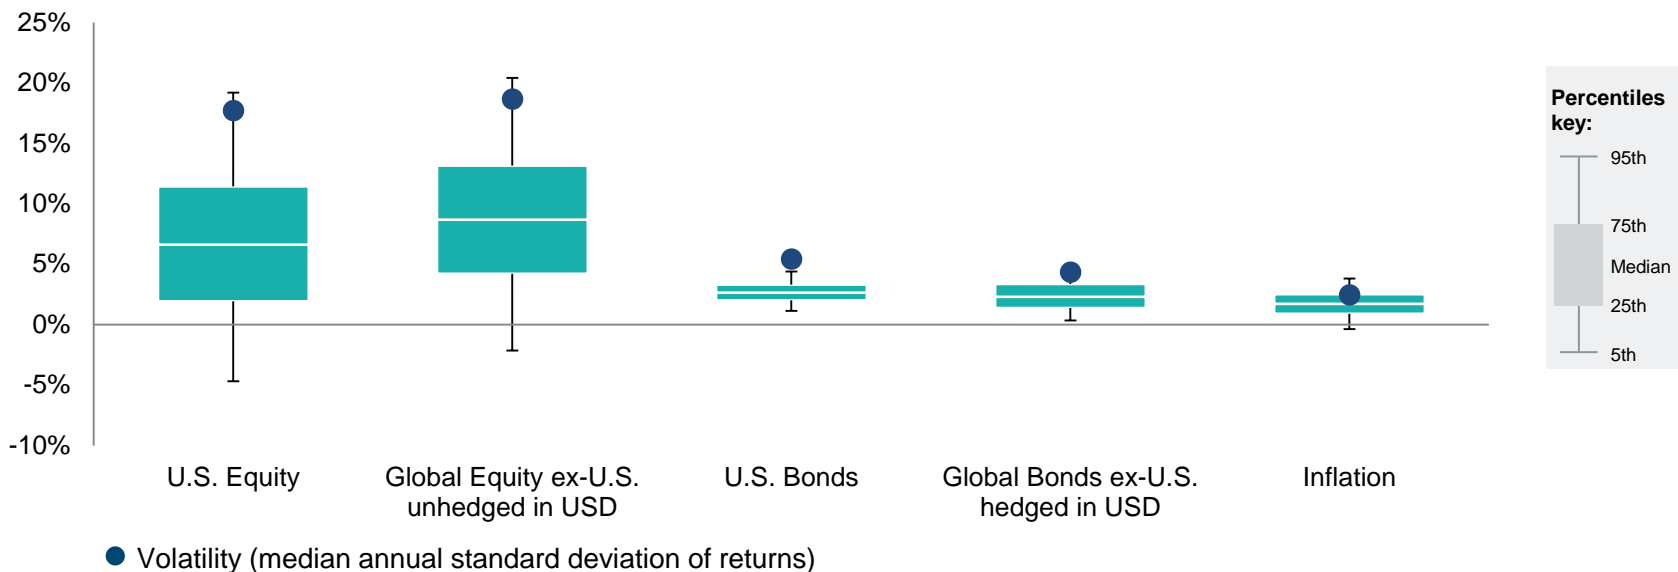 25%
20%
15%
10%
5%
0%
-5%
-10%
U.S. Equity
Global Equity ex-U.S.
unhedged in USD
U.S. Bonds
Global Bonds ex-U.S.
hedged in USD
Inflation
Volatility (median annual standard deviation of returns)
Percentiles
key:
95th
75th
Median
25th
5th